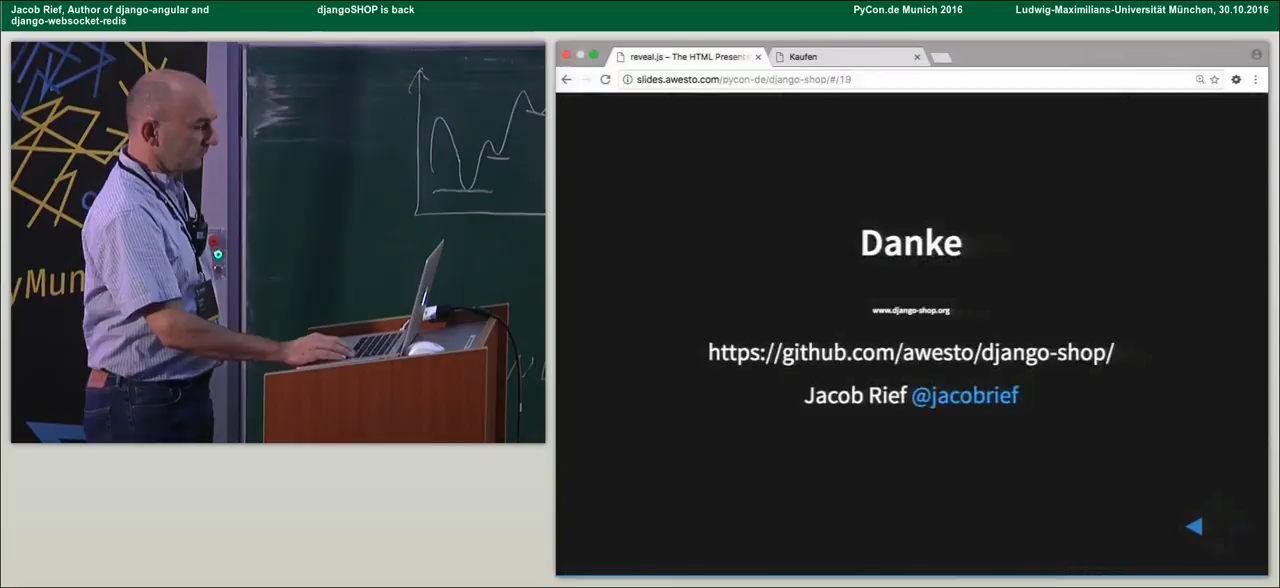 Jacob Rief, Author of django-angular and
django-websocket-redis
djangoSHOP is back
PyCon.de Munich 2016
Ludwig-Maximilians-Universität München, 30.10.2016
yMun
reveal.js – The HTML Present
Kaufen
slides.awesto.com/pycon-de/django-shop/#/19
Danke
www.django-shop.org
https://github.com/awesto/django-shop/
Jacob Rief @jacobrief